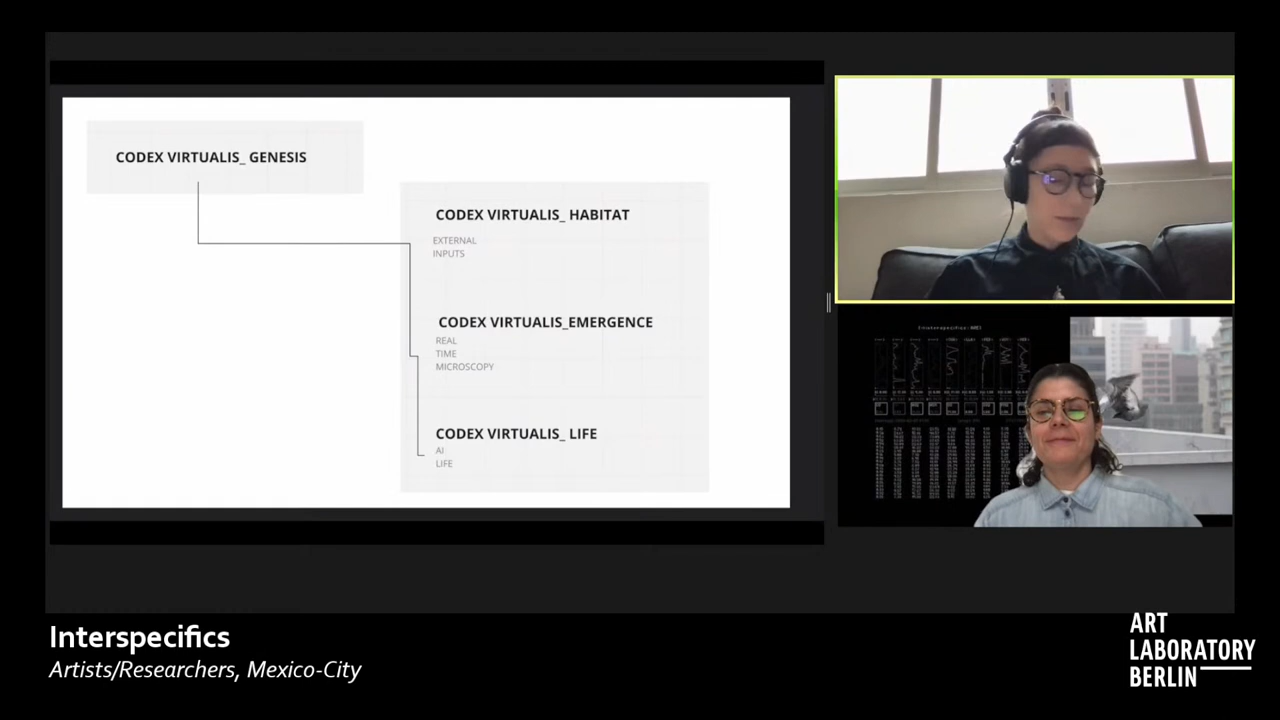 CODEX VIRTUALIS_ GENESIS
CODEX VIRTUALIS_ HABITAT
EXTERNAL
INPUTS
CODEX VIRTUALIS_EMERGENCE
REAL
TIME
MICROSCOPY
CODEX VIRTUALIS_ LIFE
AI
LIFE
Interspecifics
Artists/Researchers, Mexico-City
ART
LABORATORY
BERLIN